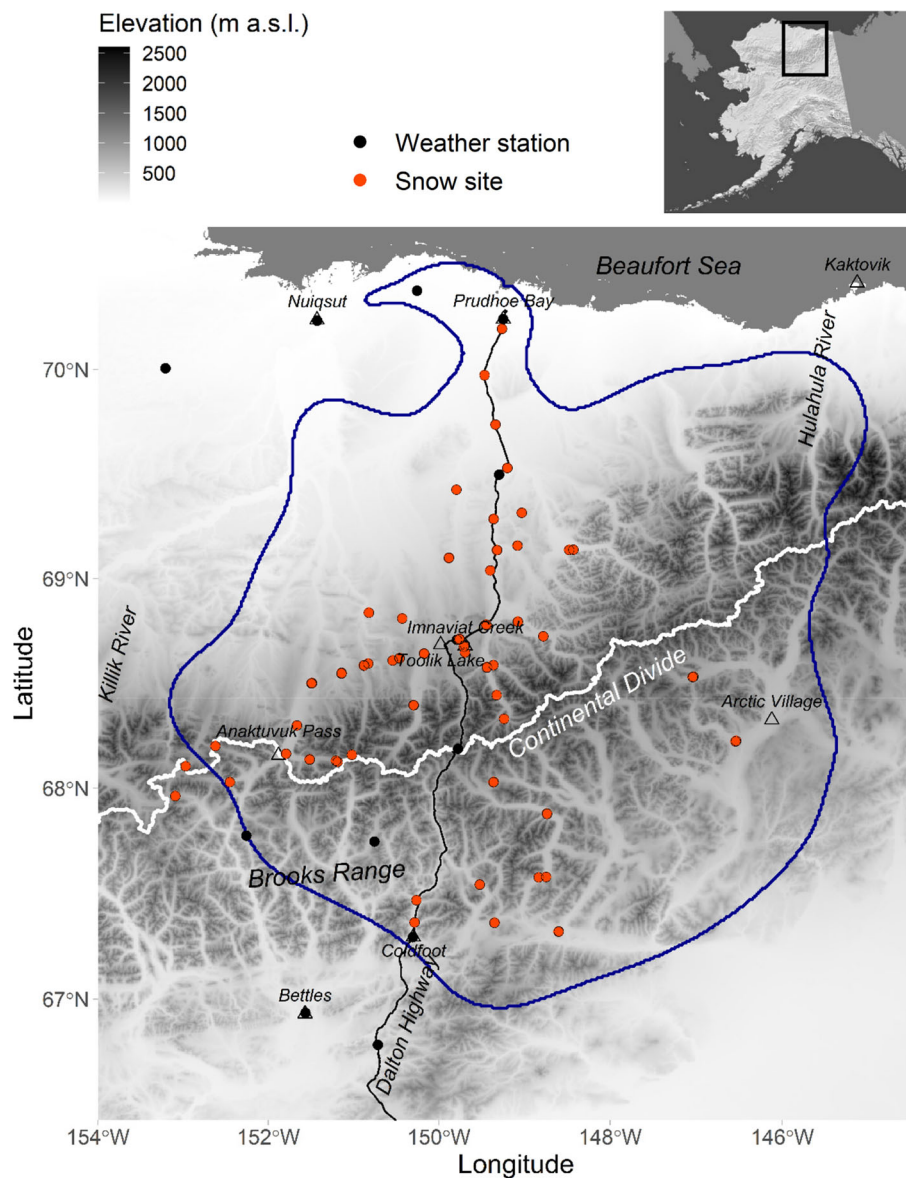 Elevation (m a.s.l.)
2500
2000
1500
1000
500
Weather station
Snow site
Beaufort Sea
Kaktovik
Nuiqsut
Prudhoe Bay
Hulahula River
70°N
69°N
Killik River
Imnaviat Creek
Toolik Lake
Continental Divide
Arctic Village
Anaktuvuk Pass
68°N
Brooks Range
Coldfoot
Dalton Highway
67°N
Bettles
Latitude
154°W
152°W
150°W
148°W
146°W
Longitude